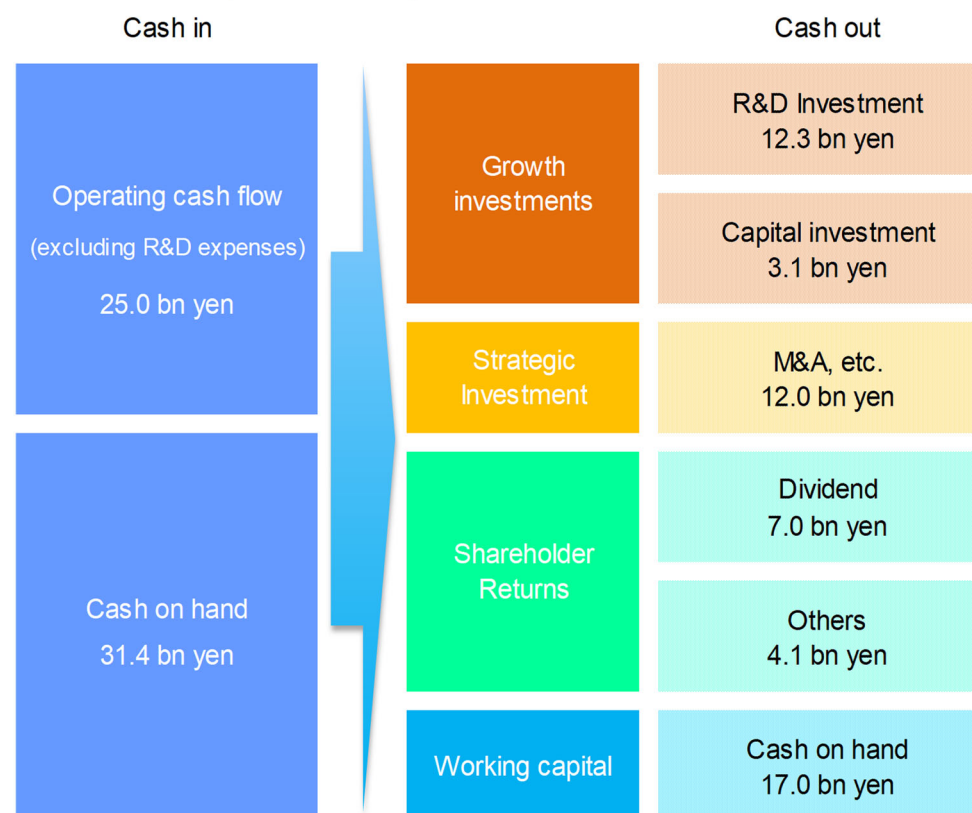 Cash in
Cash out
Operating cash flow
(excluding R&D expenses)
25.0 bn yen
Cash on hand
31.4 bn yen
Growth
investments
R&D Investment
12.3 bn yen
Capital investment
3.1 bn yen
Strategic
Investment
M&A, etc.
12.0 bn yen
Shareholder
Returns
Dividend
7.0 bn yen
Others
4.1 bn yen
Working capital
Cash on hand
17.0 bn yen